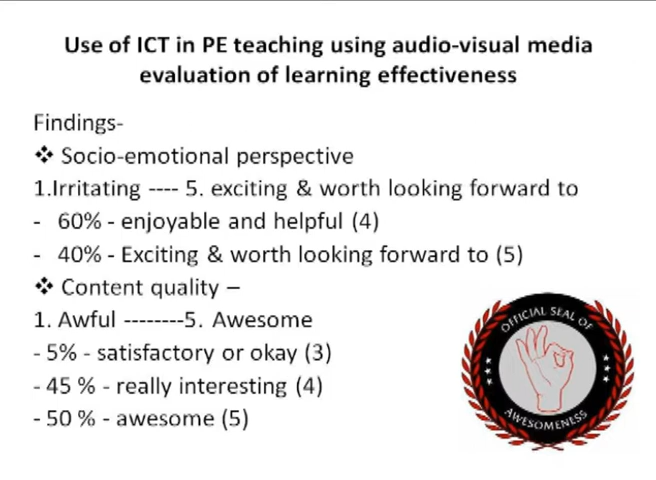 Use of ICT in PE teaching using audio-visual media
evaluation of learning effectiveness
Findings-
❖ Socio-emotional perspective
1.Irritating ---- 5. exciting & worth looking forward to
- 60% - enjoyable and helpful (4)
- 40% - Exciting & worth looking forward to (5)
❖ Content quality –
1. Awful --------5. Awesome
- 5% - satisfactory or okay (3)
- 45 % - really interesting (4)
- 50 % - awesome (5)
OFFICIAL SEAL OF
AWESOMENESS